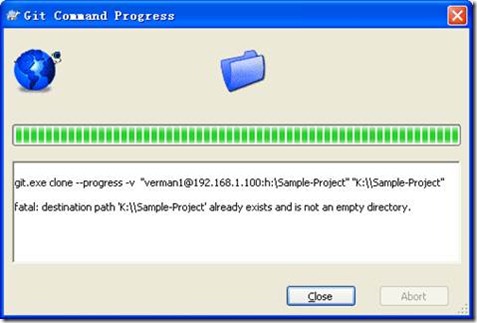 Git Command Progress
git.exe clone --progress -v  "verman1@192.168.1.100:h:\Sample-Project" "K:\\Sample-Project"
fatal: destination path 'K:\\Sample-Project' already exists and is not an empty directory.
Close
Abort